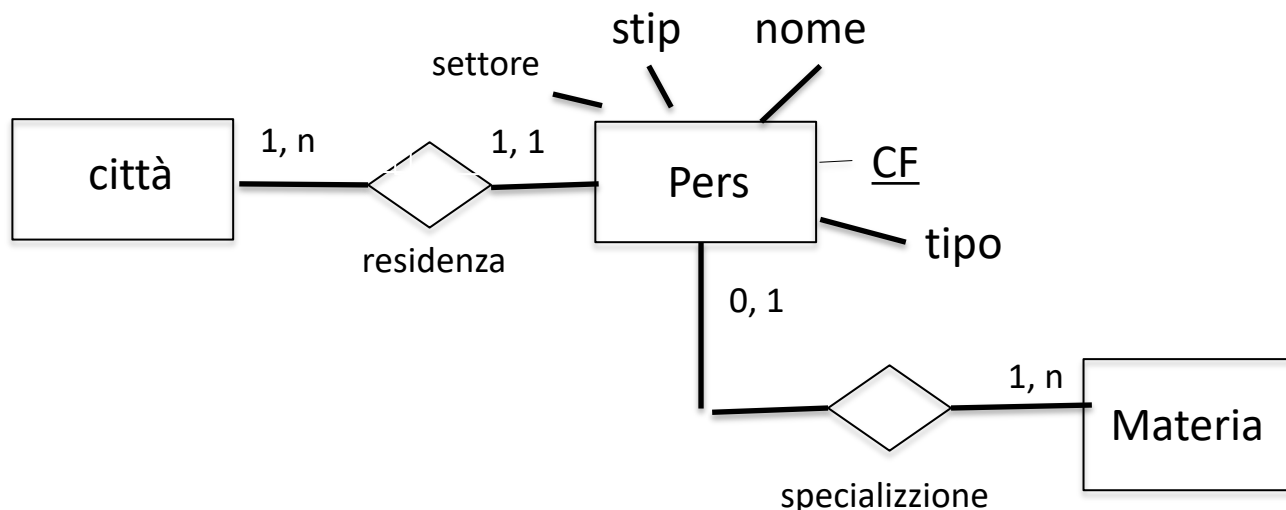 stip nome
settore
1, n 1, 1
città Pers CF
residenza tipo
0, 1
1, n
Materia
specializzione